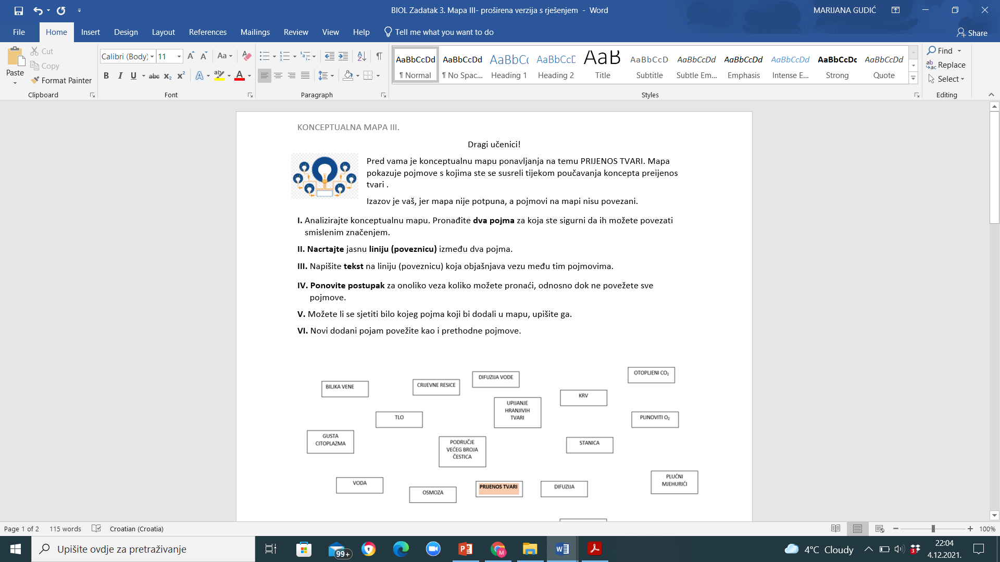 BIOL Zadatak 3. Mapa III- proširena verzija s rješenjem - Word
MARIJANA GUDIĆ
File Home Insert Design Layout References Mailings Review View Help Tell me what you want to do
Share
Paste
Cut
Copy
Format Painter
Clipboard
Calibri (Body) 11
Font
Paragraph
AaBbCcDd AaBbCcDd AaBbCc AaBbCcD AaB AaBbCcD AaBbCcDd AaBbCcDd AaBbCcDd AaBbCcDc AaBbCcDd
¶ Normal ¶ No Spac... Heading 1 Heading 2 Title Subtitle Subtle Em... Emphasis Intense E... Strong Quote
Styles
Find
Replace
Select
Editing
KONCEPTUALNA MAPA III.
Dragi učenici!
Pred vama je konceptualnu mapu ponavljanja na temu PRIJENOS TVARI. Mapa
pokazuje pojmove s kojima ste se susreli tijekom poučavanja koncepta preijenos
tvari .
Izazov je vaš, jer mapa nije potpuna, a pojmovi na mapi nisu povezani.
I. Analizirajte konceptualnu mapu. Pronađite dva pojma za koja ste sigurni da ih možete povezati
smislenim značenjem.
II. Nacrtajte jasnu liniju (poveznicu) između dva pojma.
III. Napišite tekst na liniju (poveznicu) koja objašnjava vezu među tim pojmovima.
IV. Ponovite postupak za onoliko veza koliko možete pronaći, odnosno dok ne povežete sve
pojmove.
V. Možete li se sjetiti bilo kojeg pojma koji bi dodali u mapu, upišite ga.
VI. Novi dodani pojam povežite kao i prethodne pojmove.
OTOPLJENI CO₂
DIFUZIJA VODE
BILJKA VENE
CRIJEVNE RESICE
KRV
UPIJANJE
HRANJIVIH
TVARI
TLO
PLINOVITI O₂
GUSTA
CITOPLAZMA
PODRUČJE
VEĆEG BROJA
ČESTICA
STANICA
PLUĆNI
MJEHURIĆI
VODA
OSMOZA
PRIJENOS TVARI
DIFUZIJA
Page 1 of 2 115 words Croatian (Croatia)
100%
Upišite ovdje za pretraživanje
99+
4°C Cloudy
22:04
4.12.2021.